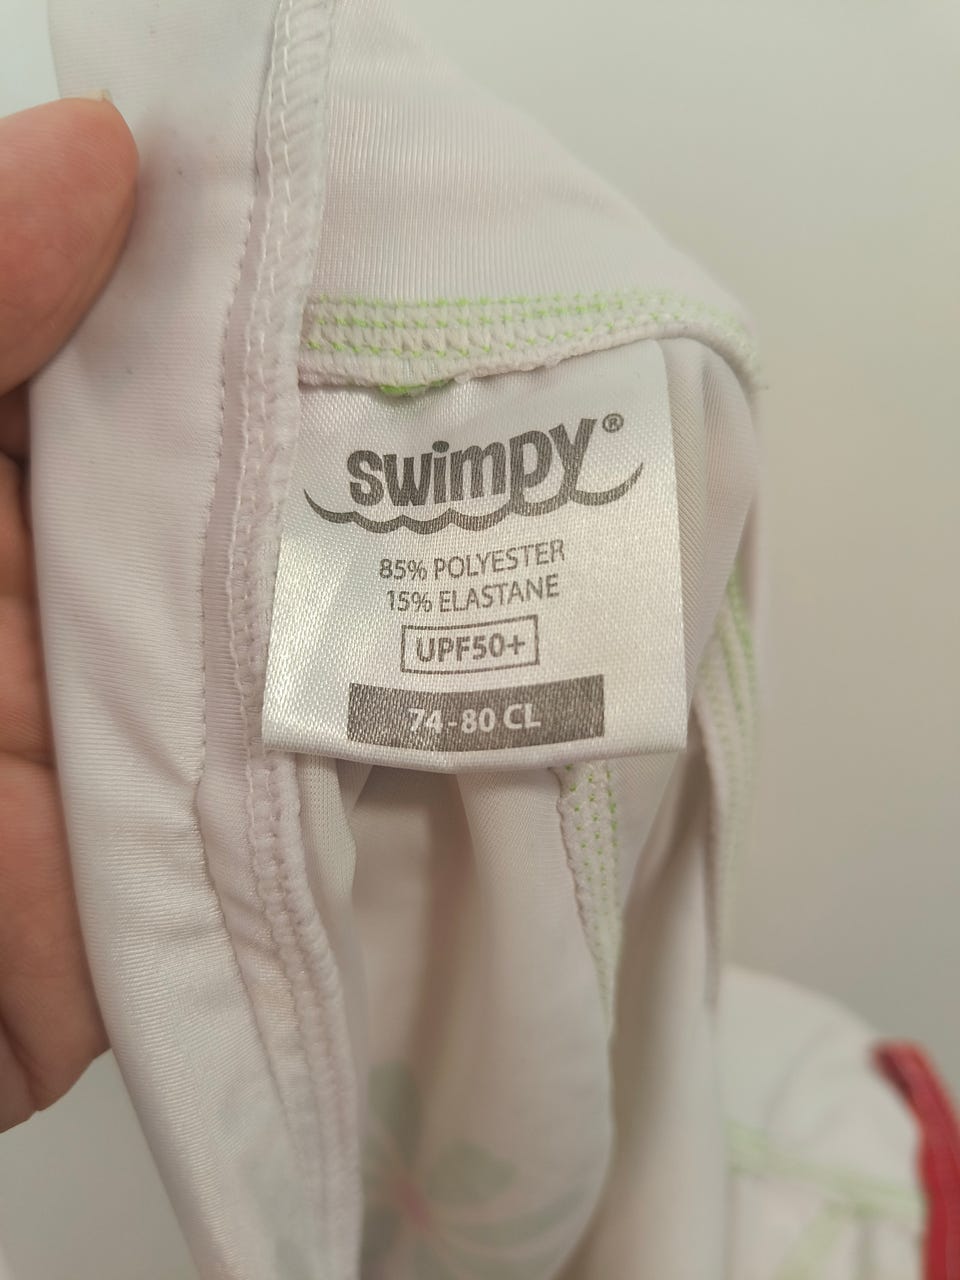 swimpy®
85% POLYESTER
15% ELASTANE
UPF50+
74-80 CL